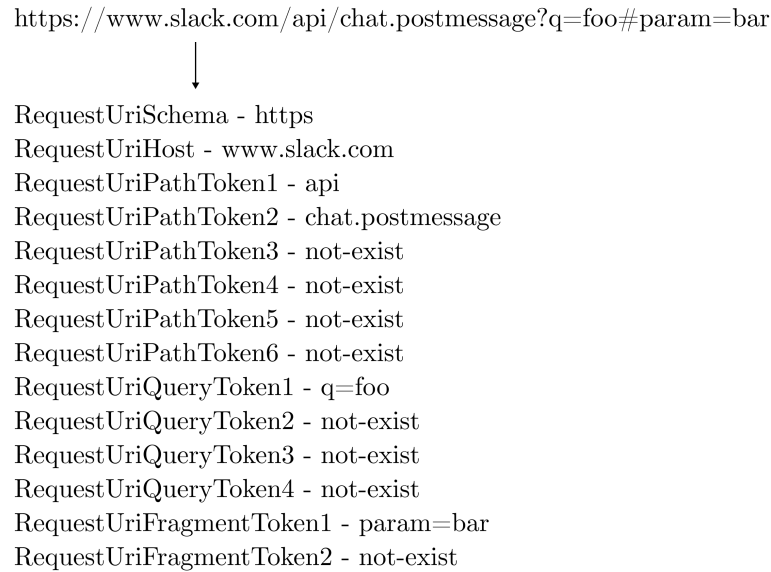 https://www.slack.com/api/chat.postmessage?q=foo#param=bar
RequestUriSchema - https
RequestUriHost - www.slack.com
RequestUriPathToken1 - api
RequestUriPathToken2 - chat.postmessage
RequestUriPathToken3 - not-exist
RequestUriPathToken4 - not-exist
RequestUriPathToken5 - not-exist
RequestUriPathToken6 - not-exist
RequestUriQueryToken1 - q=foo
RequestUriQueryToken2 - not-exist
RequestUriQueryToken3 - not-exist
RequestUriQueryToken4 - not-exist
RequestUriFragmentToken1 - param=bar
RequestUriFragmentToken2 - not-exist